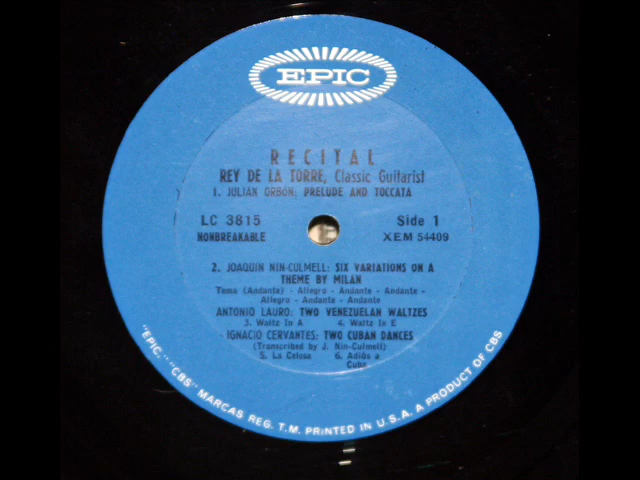 EPIC
RECITAL
REY DE LA TORRE, Classic Guitarist
1. JULIAN ORBON: PRELUDE AND TOCCATA
LC 3815 Side 1
NONBREAKABLE XEM 54409
2. JOAQUIN NIN-CULMELL: SIX VARIATIONS ON A
THEME BY MILAN
Tema (Andante) - Allegro - Andante - Andante -
Allegro - Andante - Andante
ANTONIO LAURO: TWO VENEZUELAN WALTZES
3. Waltz in A 4. Waltz in E
IGNACIO CERVANTES: TWO CUBAN DANCES
(Transcribed by J. Nin-Culmell)
5. La Celosa 6. Adiós a
Cuba
"EPIC," "CBS" MARCAS REG. T.M. PRINTED IN U.S.A. A PRODUCT OF CBS